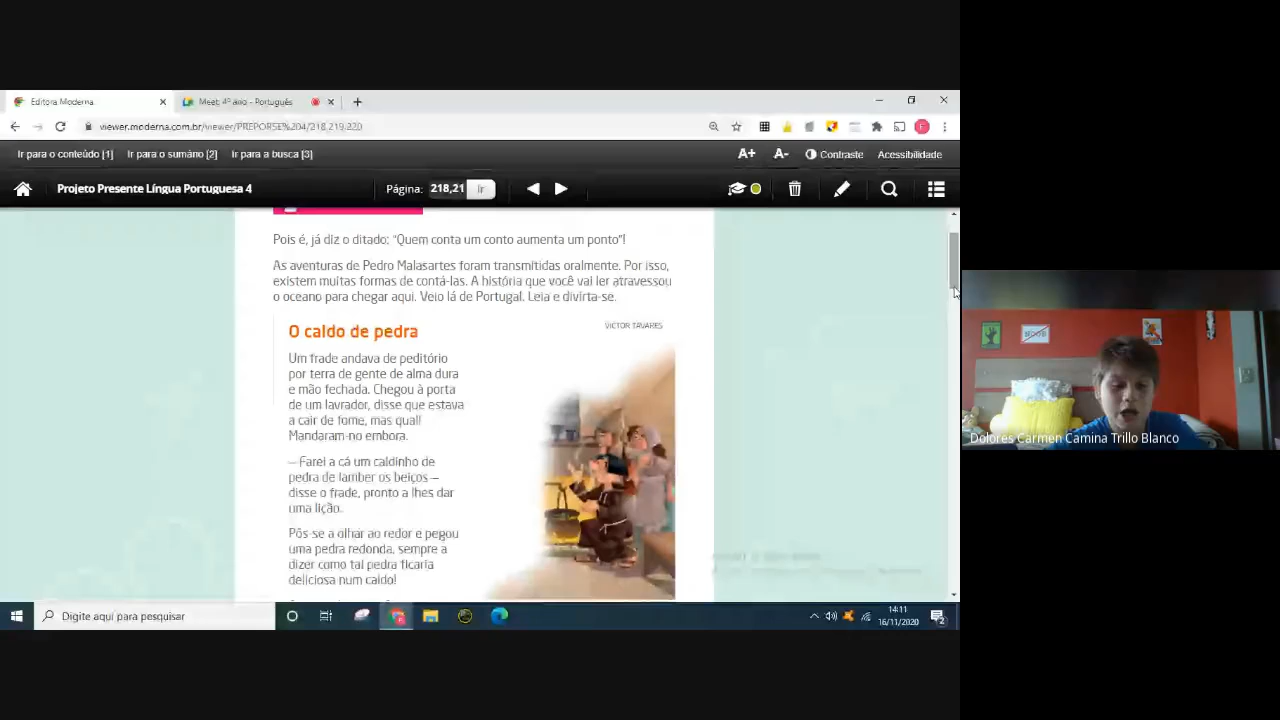 Editora Moderna
Meet: 4º ano - Português
viewer.moderna.com.br/viewer/PREPORSE%204/218,219,220
Ir para o conteúdo [1] Ir para o sumário [2] Ir para a busca [3]
A+ A- Contraste Acessibilidade
Projeto Presente Língua Portuguesa 4
Página: 218,21 Ir
Pois é, já diz o ditado: "Quem conta um conto aumenta um ponto"!
As aventuras de Pedro Malasartes foram transmitidas oralmente. Por isso,
existem muitas formas de contá-las. A história que você vai ler atravessou
o oceano para chegar aqui. Veio lá de Portugal. Leia e divirta-se.
O caldo de pedra
VICTOR TAVARES
Um frade andava de peditório
por terra de gente de alma dura
e mão fechada. Chegou à porta
de um lavrador, disse que estava
a cair de fome, mas qual!
Mandaram-no embora.
— Farei a cá um caldinho de
pedra de lamber os beiços —
disse o frade, pronto a lhes dar
uma lição.
Pôs-se a olhar ao redor e pegou
uma pedra redonda, sempre a
dizer como tal pedra ficaria
deliciosa num caldo!
Dolores Carmen Camina Trillo Blanco
Digite aqui para pesquisar
14:11
16/11/2020
2